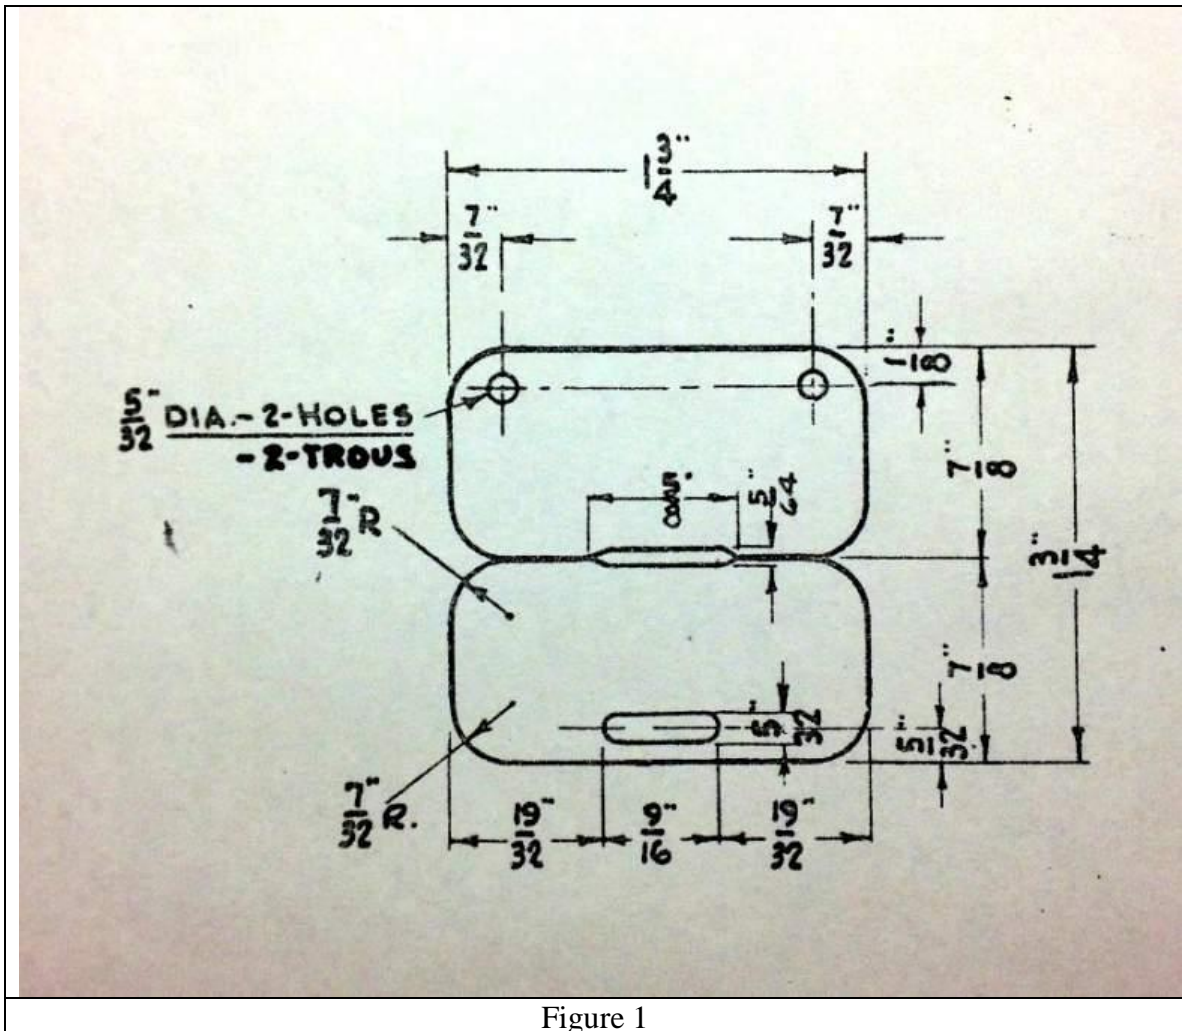 1 3/4"
7/32"
7/32"
1/8"
5/32" DIA.-2-HOLES
-2-TROUS
7/8"
5/64"
7/32" R
1 3/4"
7/8"
5/32"
5/32"
7/32" R.
19/32"
9/16"
19/32"
Figure 1